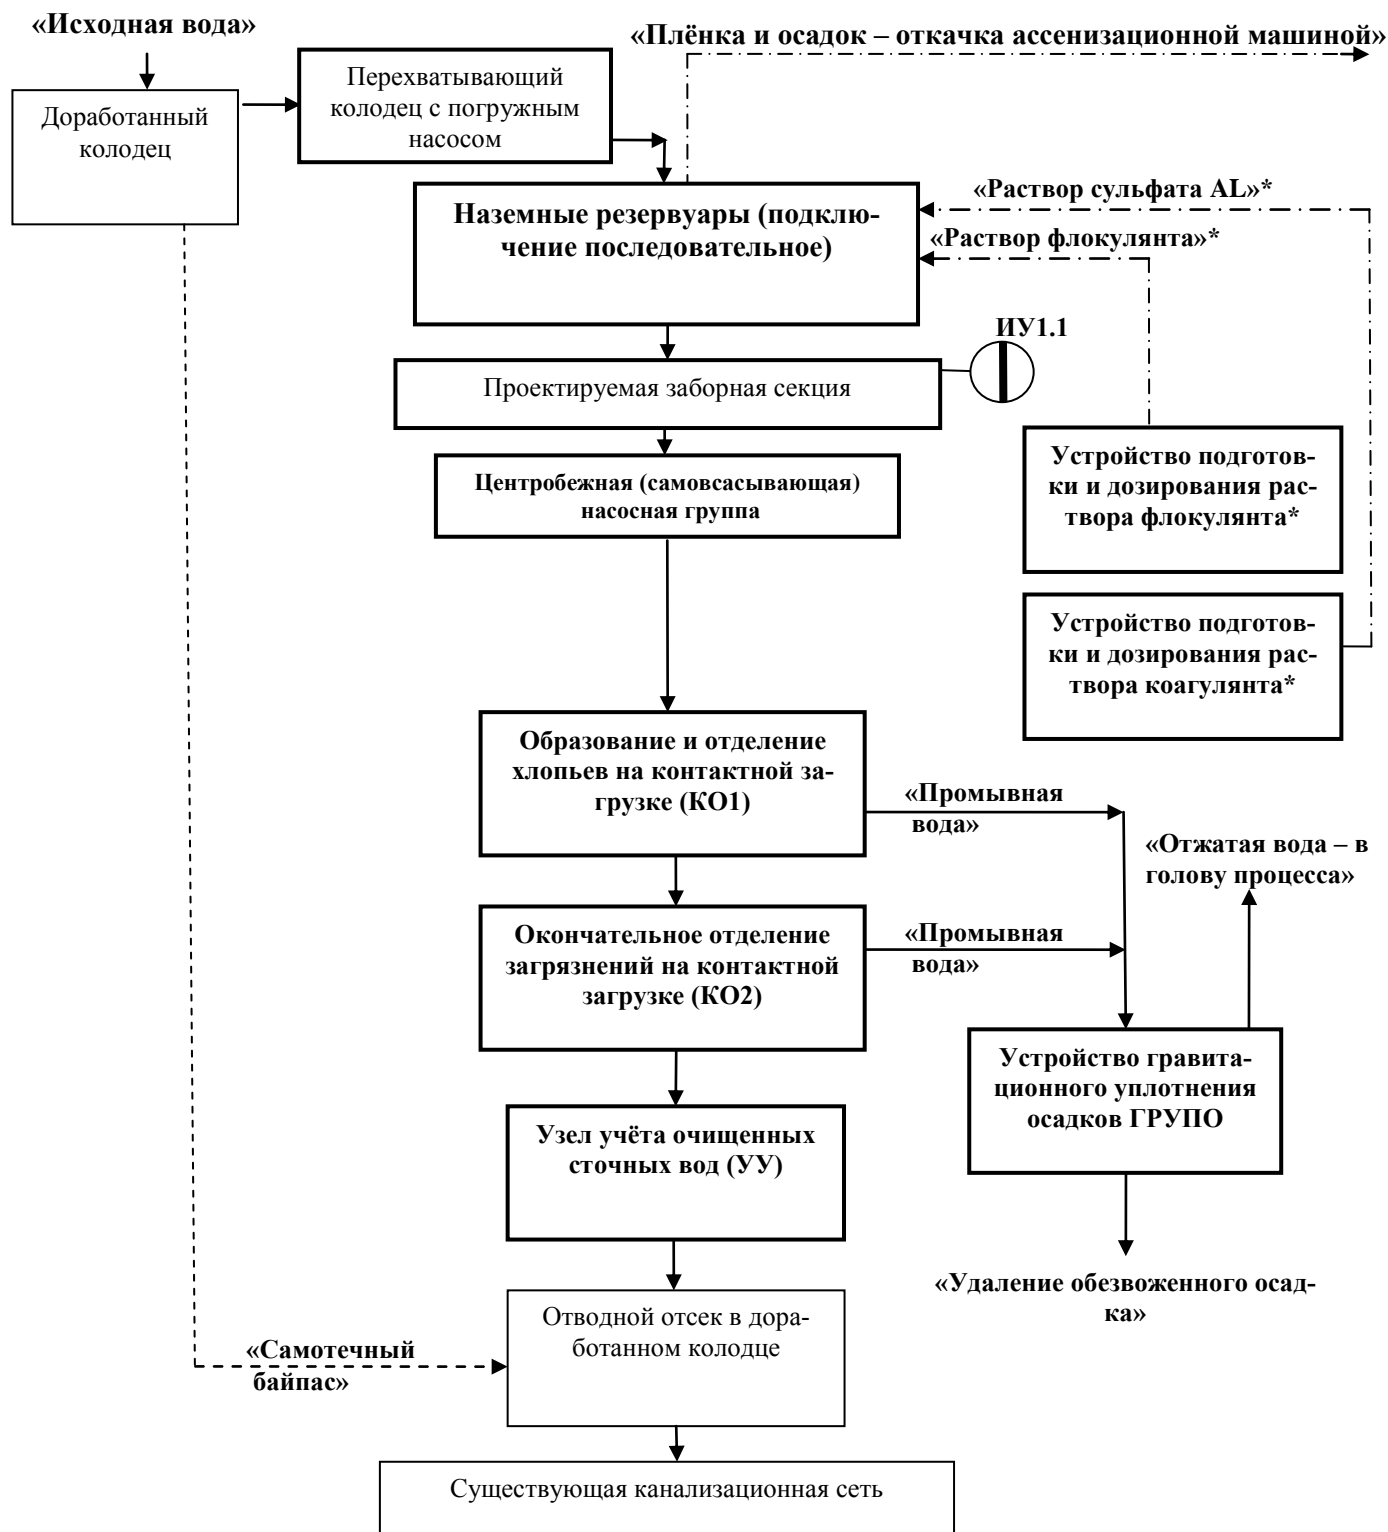 «Исходная вода»
«Плёнка и осадок – откачка ассенизационной машиной»
Перехватывающий
колодец с погружным
насосом
Доработанный
колодец
«Раствор сульфата AL»*
Наземные резервуары (подклю-
чение последовательное)
«Раствор флокулянта»*
ИУ1.1
Проектируемая заборная секция
Центробежная (самовсасывающая)
насосная группа
Устройство подготов-
ки и дозирования рас-
твора флокулянта*
Устройство подготов-
ки и дозирования рас-
твора коагулянта*
Образование и отделение
хлопьев на контактной за-
грузке (КО1)
«Промывная
вода»
«Отжатая вода – в
голову процесса»
Окончательное отделение
загрязнений на контактной
загрузке (КО2)
«Промывная
вода»
Устройство гравита-
ционного уплотнения
осадков ГРУПО
Узел учёта очищенных
сточных вод (УУ)
«Удаление обезвоженного осад-
ка»
Отводной отсек в дора-
ботанном колодце
«Самотечный
байпас»
Существующая канализационная сеть